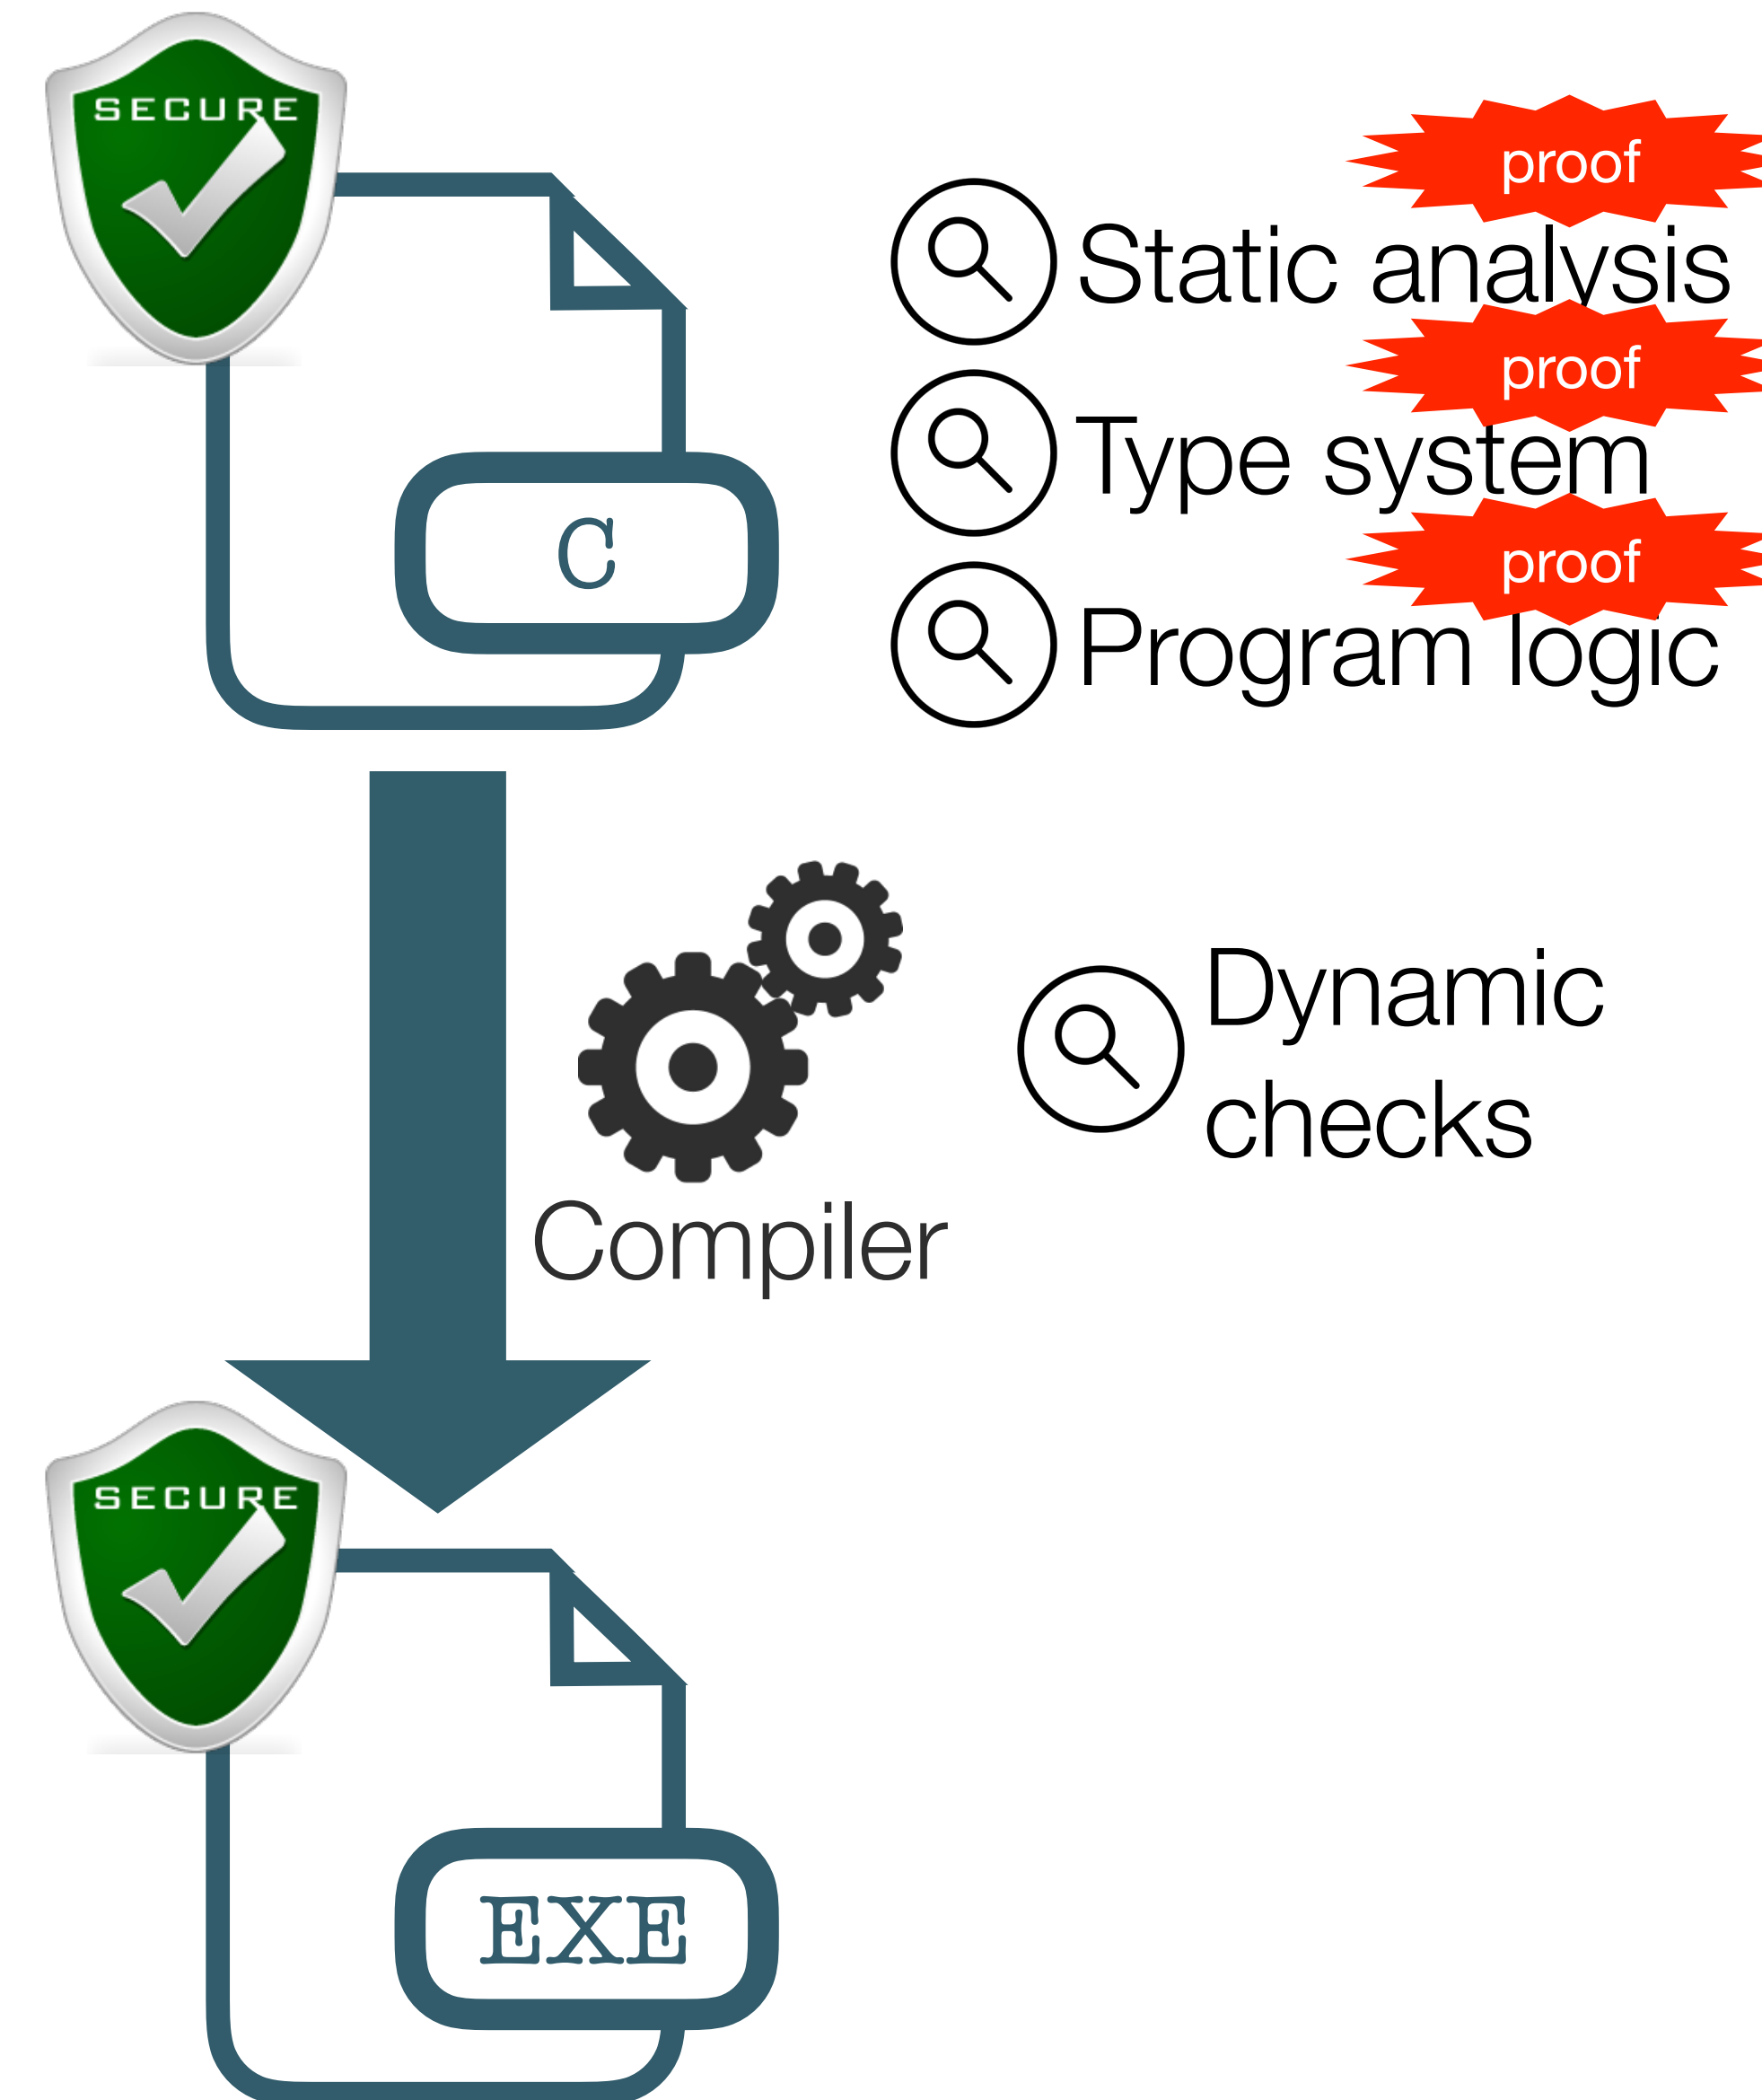 SECURE
proof
Static analysis
proof
Type system
proof
Program logic
C
Dynamic
checks
Compiler
SECURE
EXE